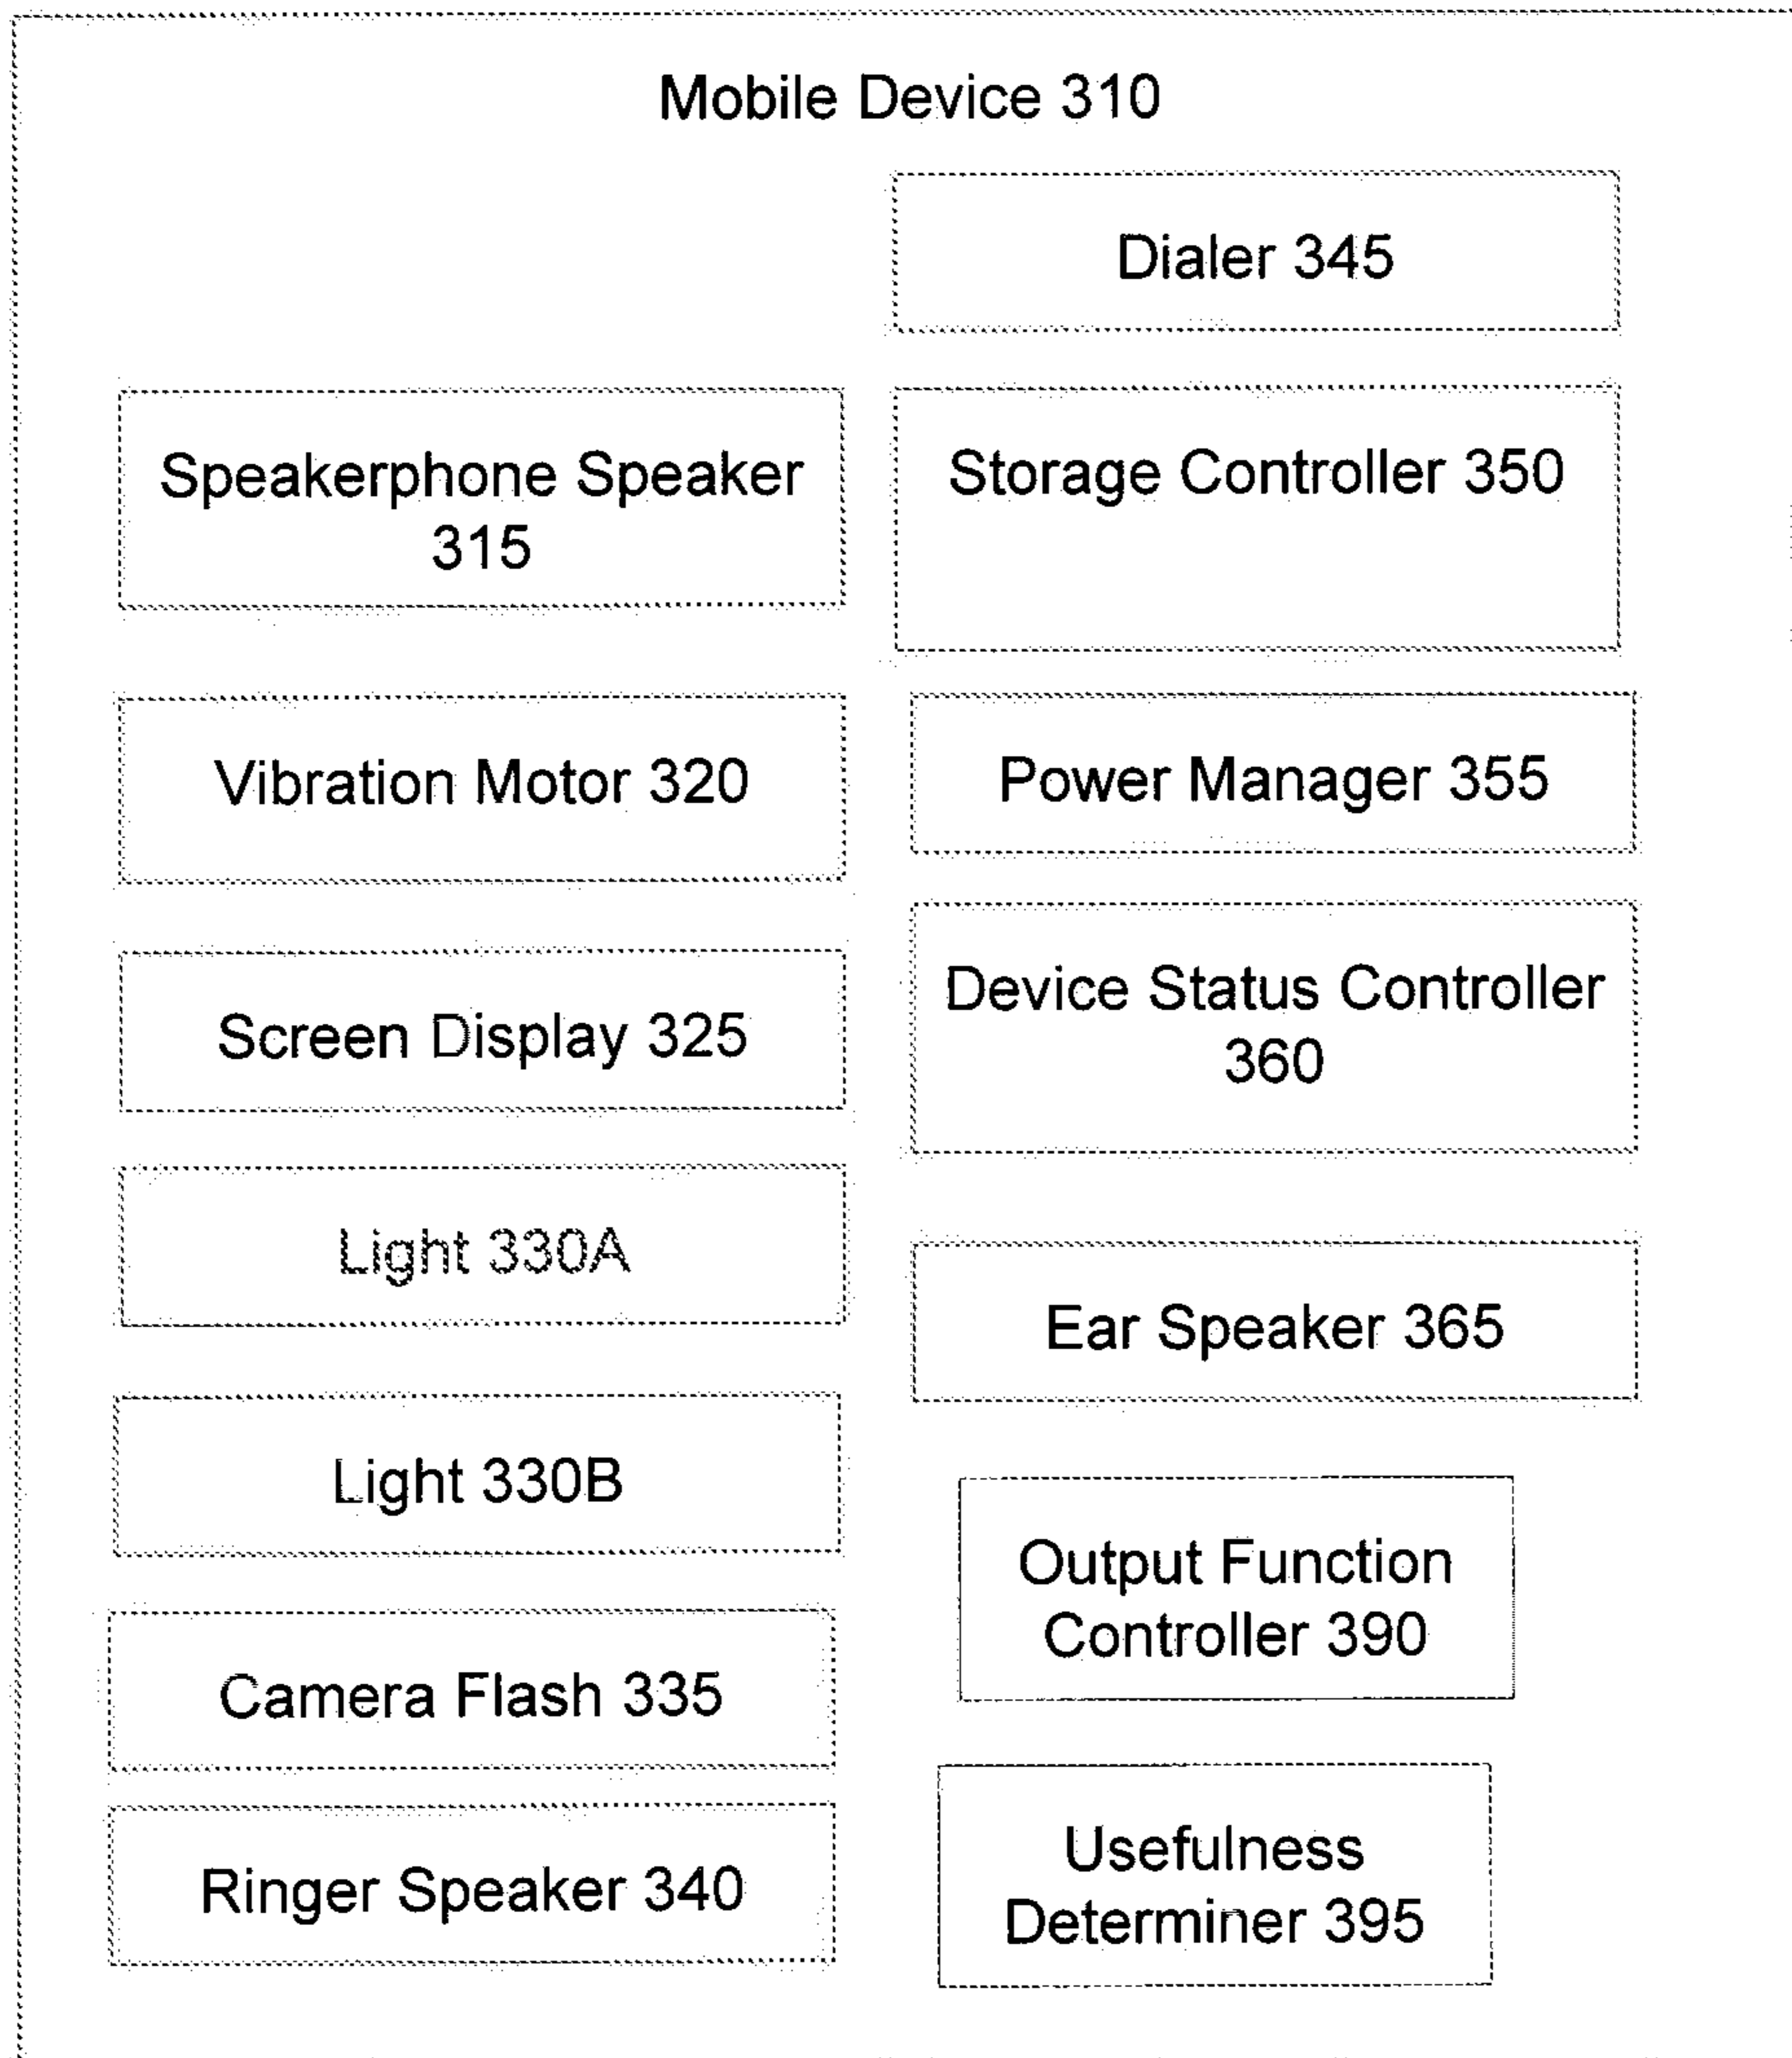 Mobile Device 310
Dialer 345
Speakerphone Speaker
315
Storage Controller 350
Vibration Motor 320
Power Manager 355
Screen Display 325
Device Status Controller
360
Light 330A
Ear Speaker 365
Light 330B
Output Function
Controller 390
Camera Flash 335
Ringer Speaker 340
Usefulness
Determiner 395